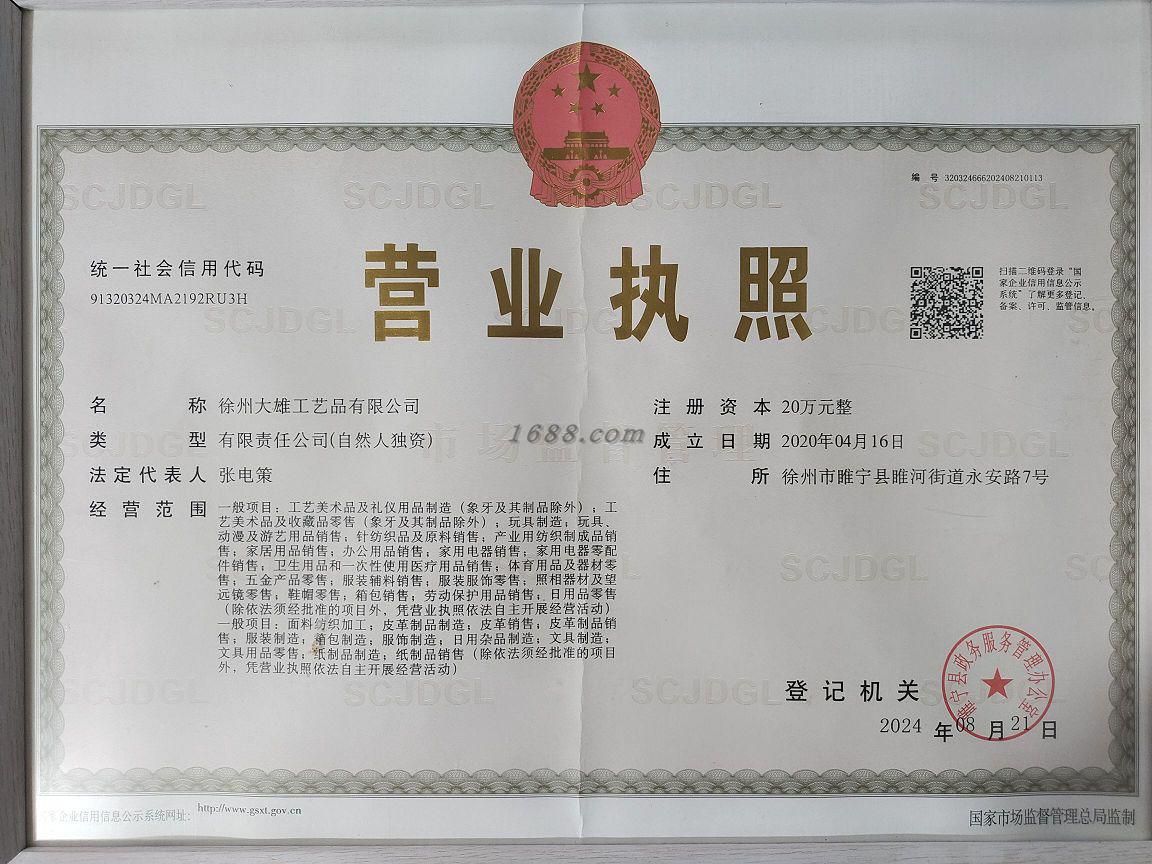 编 号 320324666202408210113
统一社会信用代码
91320324MA2192RU3H
营业执照
扫描二维码登录“国
家企业信用信息公示
系统”了解更多登记、
备案、许可、监管信息。
名 称 徐州大雄工艺品有限公司
类 型 有限责任公司(自然人独资)
法定代表人 张电策
经营范围 一般项目：工艺美术品及礼仪用品制造（象牙及其制品除外）；工
艺美术品及收藏品零售（象牙及其制品除外）；玩具制造；玩具、
动漫及游艺用品销售；针纺织品及原料销售；产业用纺织制成品销
售；家居用品销售；办公用品销售；家用电器销售；家用电器零配
件销售；卫生用品和一次性使用医疗用品销售；体育用品及器材零
售；五金产品零售；服装辅料销售；服装服饰零售；照相器材及望
远镜零售；鞋帽零售；箱包销售；劳动保护用品销售；日用品零售
（除依法须经批准的项目外，凭营业执照依法自主开展经营活动）
一般项目：面料纺织加工；皮革制品制造；皮革销售；皮革制品销
售；服装制造；箱包制造；服饰制造；日用杂品制造；文具制造；
文具用品零售；纸制品制造；纸制品销售（除依法须经批准的项目
外，凭营业执照依法自主开展经营活动）
注册资本 20万元整
成立日期 2020年04月16日
住 所 徐州市睢宁县睢河街道永安路7号
1688.com
市场监督管理
SCJDGL
登记机关
睢宁县政务服务管理办公室
2024 年 08 月 21 日
家企业信用信息公示系统网址: http://www.gsxt.gov.cn
国家市场监督管理总局监制